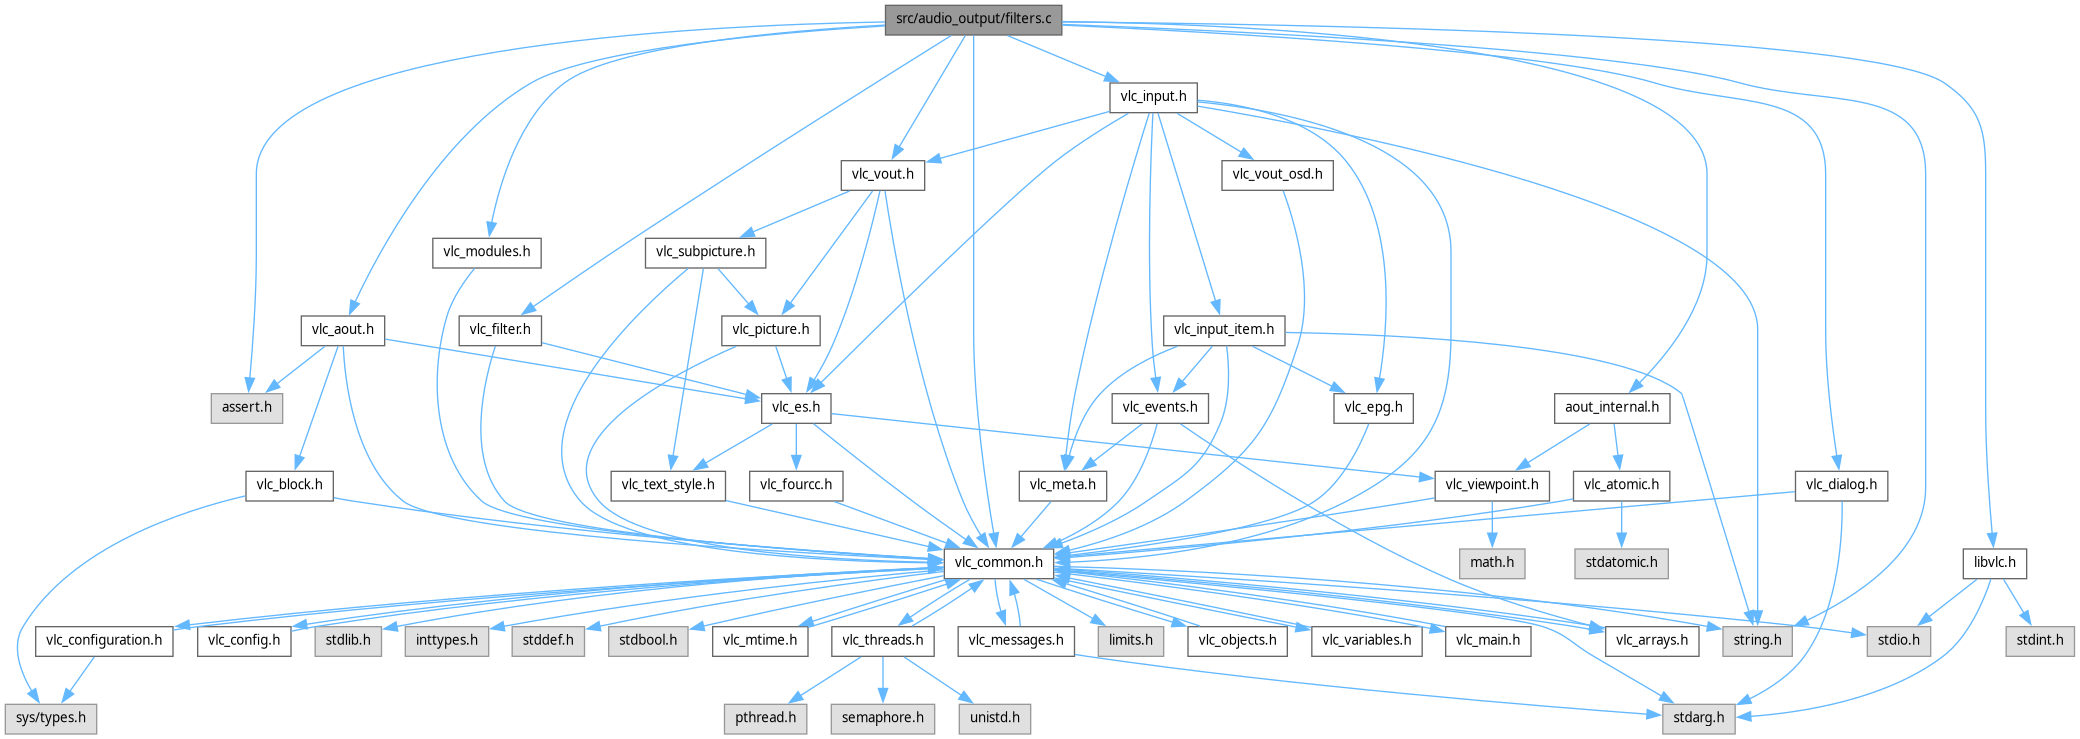 src/audio_output/filters.c
vlc_input.h
vlc_vout.h
vlc_vout_osd.h
vlc_modules.h
vlc_subpicture.h
vlc_aout.h
vlc_filter.h
vlc_picture.h
vlc_input_item.h
assert.h
vlc_es.h
vlc_events.h
vlc_epg.h
aout_internal.h
vlc_block.h
vlc_text_style.h
vlc_fourcc.h
vlc_meta.h
vlc_viewpoint.h
vlc_atomic.h
vlc_dialog.h
vlc_common.h
math.h
stdatomic.h
libvlc.h
vlc_configuration.h
vlc_config.h
stdlib.h
inttypes.h
stddef.h
stdbool.h
vlc_mtime.h
vlc_threads.h
vlc_messages.h
limits.h
vlc_objects.h
vlc_variables.h
vlc_main.h
vlc_arrays.h
string.h
stdio.h
stdint.h
sys/types.h
pthread.h
semaphore.h
unistd.h
stdarg.h